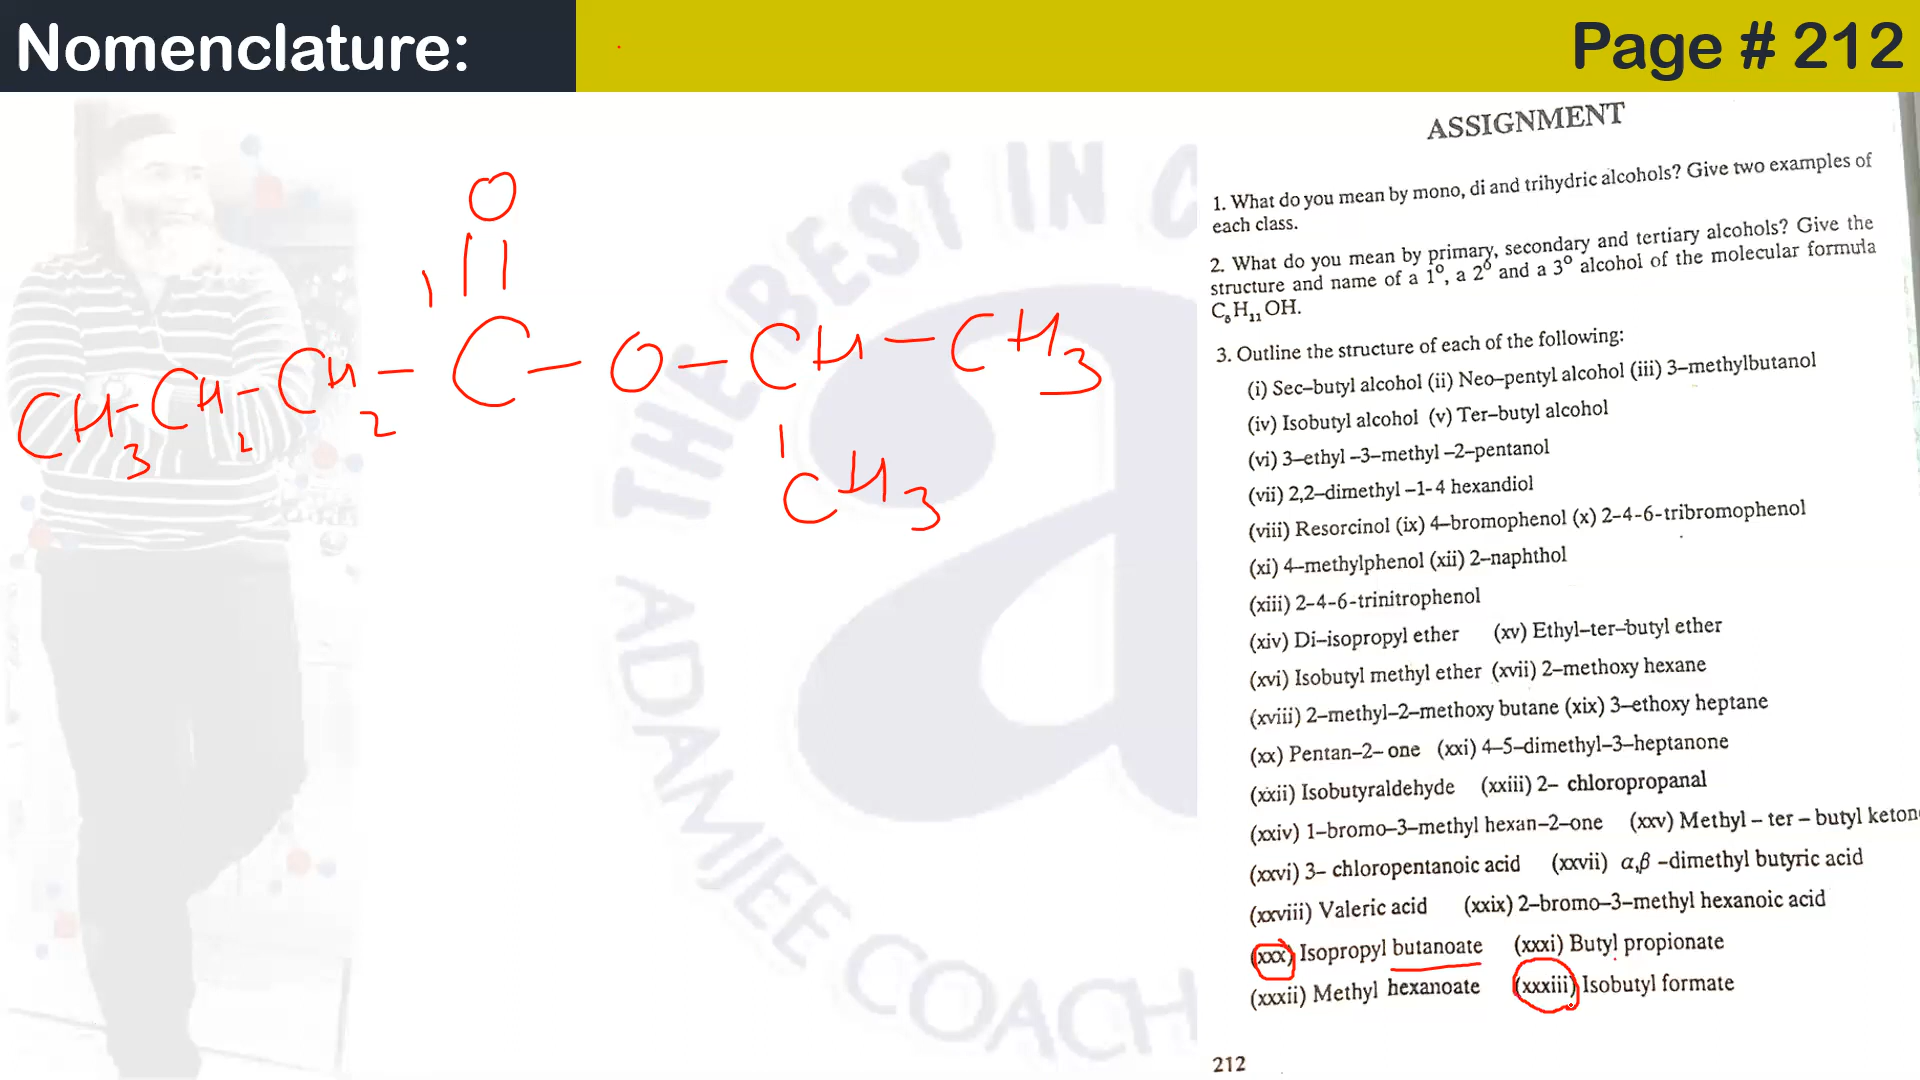 Nomenclature:
Page # 212
O
||
1
CH3-CH2-CH2-C-O-CH-CH3
|
CH3
THE BEST IN C
ADAMJEE COACH
a
ASSIGNMENT
1. What do you mean by mono, di and trihydric alcohols? Give two examples of
each class.
2. What do you mean by primary, secondary and tertiary alcohols? Give the
structure and name of a 1°, a 2° and a 3° alcohol of the molecular formula
C6H11OH.
3. Outline the structure of each of the following:
(i) Sec–butyl alcohol (ii) Neo–pentyl alcohol (iii) 3–methylbutanol
(iv) Isobutyl alcohol (v) Ter–butyl alcohol
(vi) 3–ethyl –3–methyl –2–pentanol
(vii) 2,2–dimethyl –1- 4 hexandiol
(viii) Resorcinol (ix) 4–bromophenol (x) 2-4-6-tribromophenol
(xi) 4–methylphenol (xii) 2–naphthol
(xiii) 2-4-6-trinitrophenol
(xiv) Di–isopropyl ether (xv) Ethyl–ter–butyl ether
(xvi) Isobutyl methyl ether (xvii) 2–methoxy hexane
(xviii) 2–methyl–2–methoxy butane (xix) 3–ethoxy heptane
(xx) Pentan–2– one (xxi) 4–5–dimethyl–3–heptanone
(xxii) Isobutyraldehyde (xxiii) 2– chloropropanal
(xxiv) 1–bromo–3–methyl hexan–2–one (xxv) Methyl – ter – butyl keton
(xxvi) 3– chloropentanoic acid (xxvii) α,β –dimethyl butyric acid
(xxviii) Valeric acid (xxix) 2–bromo–3–methyl hexanoic acid
(xxx) Isopropyl butanoate (xxxi) Butyl propionate
(xxxii) Methyl hexanoate (xxxiii) Isobutyl formate
212